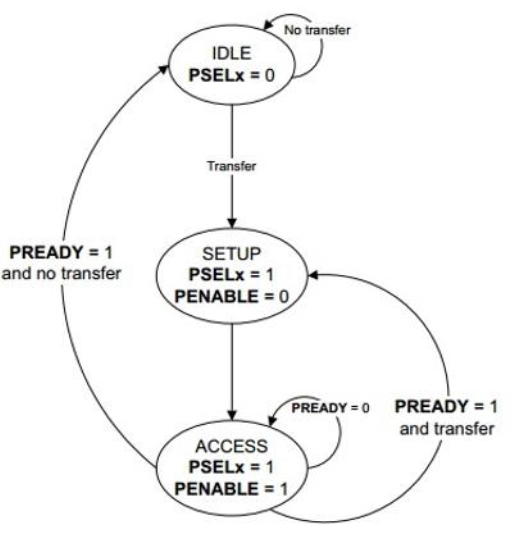 No transfer
IDLE
PSELx = 0
Transfer
PREADY = 1
and no transfer
SETUP
PSELx = 1
PENABLE = 0
PREADY = 0
PREADY = 1
and transfer
ACCESS
PSELx = 1
PENABLE = 1